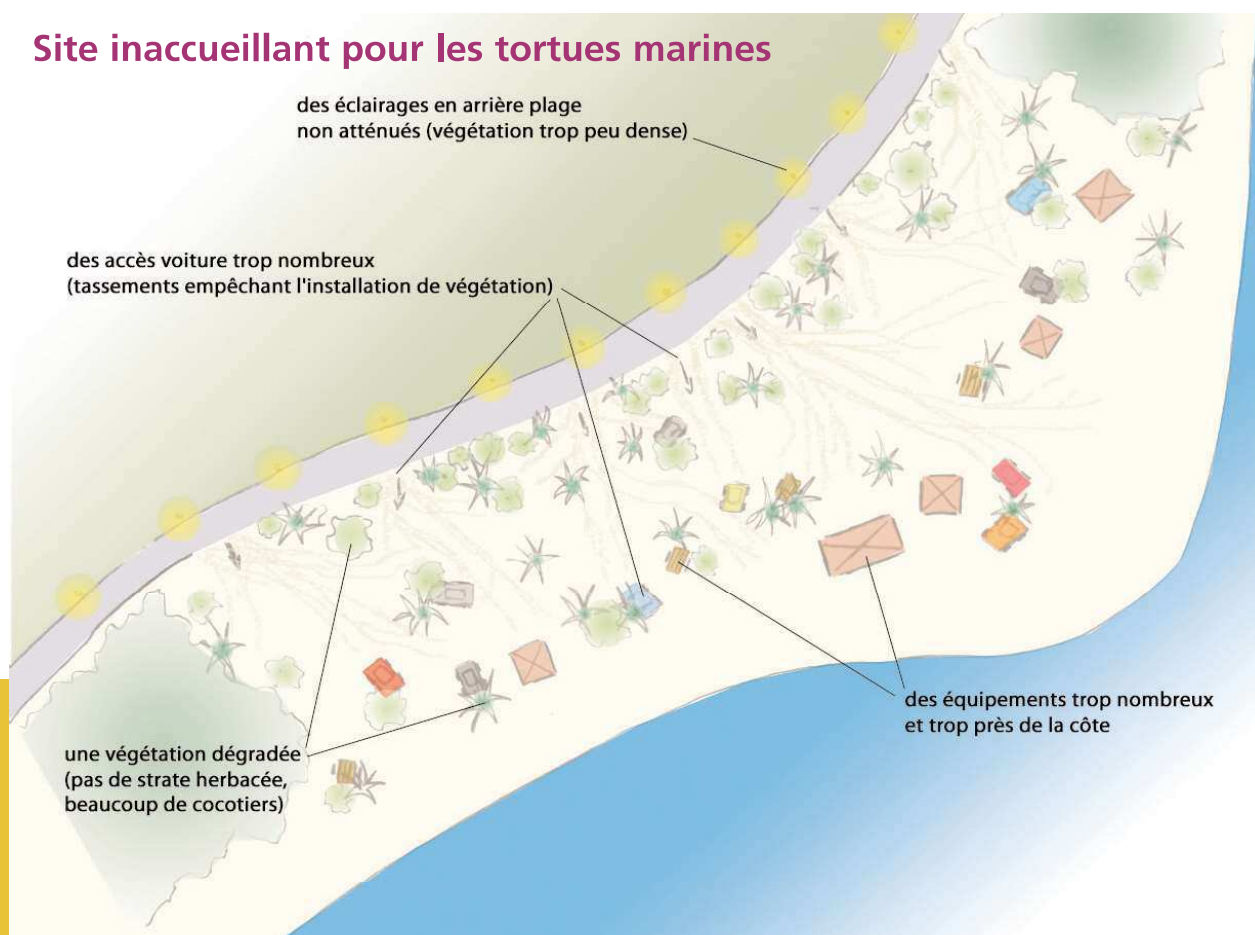 Site inaccueillant pour les tortues marines
des éclairages en arrière plage
non atténués (végétation trop peu dense)
des accès voiture trop nombreux
(tassements empêchant l'installation de végétation)
des équipements trop nombreux
et trop près de la côte
une végétation dégradée
(pas de strate herbacée,
beaucoup de cocotiers)